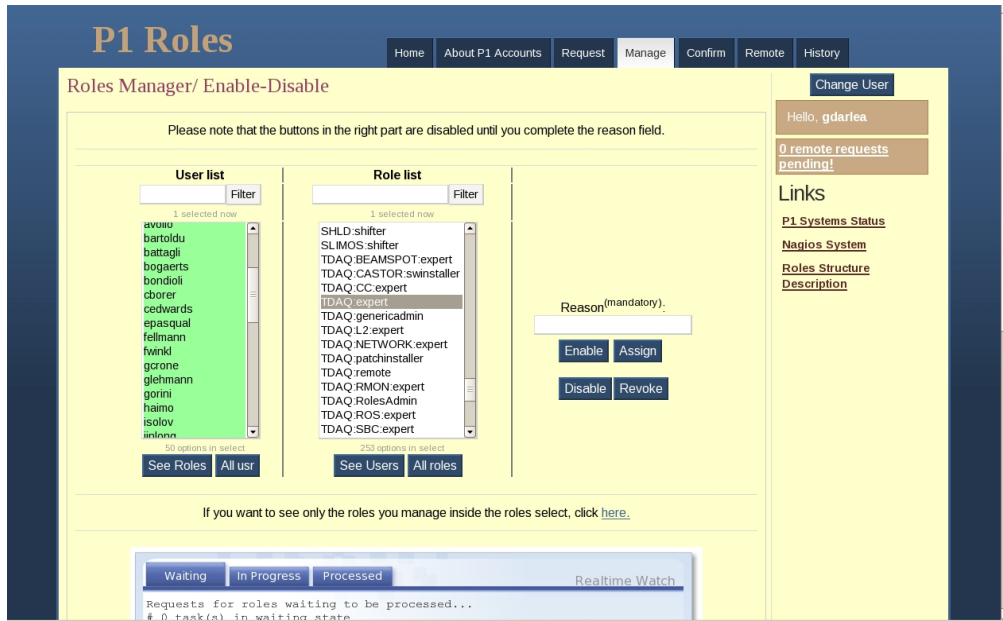 P1 Roles
Home
About P1 Accounts
Request
Manage
Confirm
Remote
History
Roles Manager/ Enable-Disable
Please note that the buttons in the right part are disabled until you complete the reason field.
User list
Filter
1 selected now
avolio
bartoldu
battagli
bogaerts
bondioli
cborer
cedwards
epasqual
fellmann
fwinkl
gcrone
glehmann
gorini
haimo
isolov
jinlong
50 options in select
See Roles
All usr
Role list
Filter
1 selected now
SHLD:shifter
SLIMOS:shifter
TDAQ:BEAMSPOT:expert
TDAQ:CASTOR:swinstaller
TDAQ:CC:expert
TDAQ:expert
TDAQ:genericadmin
TDAQ:L2:expert
TDAQ:NETWORK:expert
TDAQ:patchinstaller
TDAQ:remote
TDAQ:RMON:expert
TDAQ:RolesAdmin
TDAQ:ROS:expert
TDAQ:SBC:expert
253 options in select
See Users
All roles
Reason(mandatory):
Enable
Assign
Disable
Revoke
If you want to see only the roles you manage inside the roles select, click here.
Waiting
In Progress
Processed
Realtime Watch
Requests for roles waiting to be processed...
# 0 task(s) in waiting state
Change User
Hello, gdarlea
0 remote requests
pending!
Links
P1 Systems Status
Nagios System
Roles Structure
Description